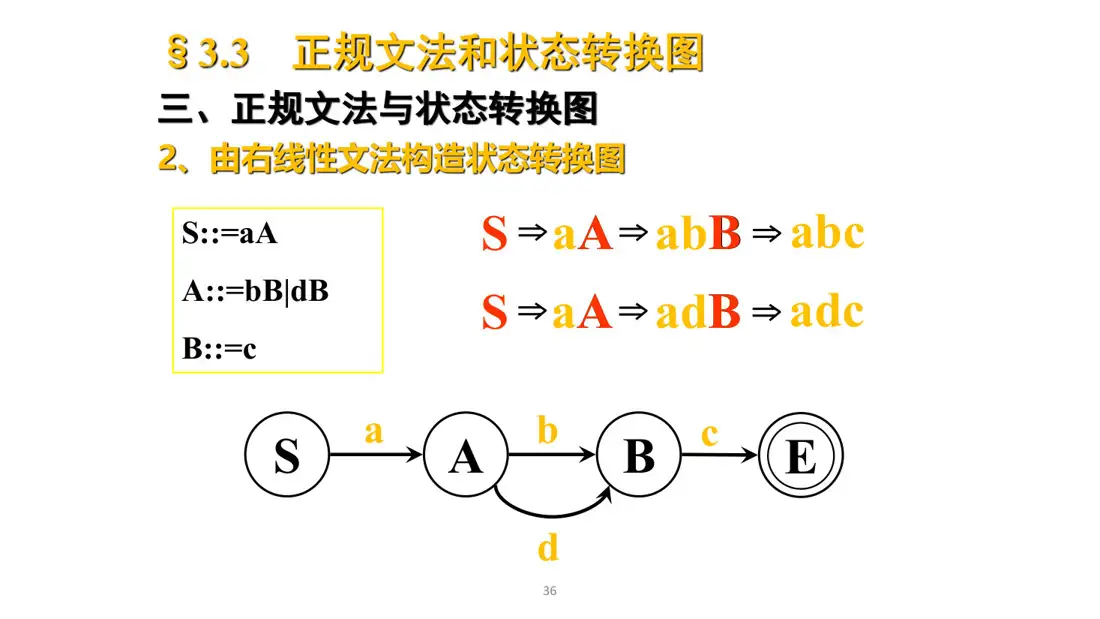 §3.3 正规文法和状态转换图
三、正规文法与状态转换图
2、由右线性文法构造状态转换图
S::=aA
A::=bB|dB
B::=c
S⇒aA⇒abB⇒abc
S⇒aA⇒adB⇒adc
S a A b B c E
d
36